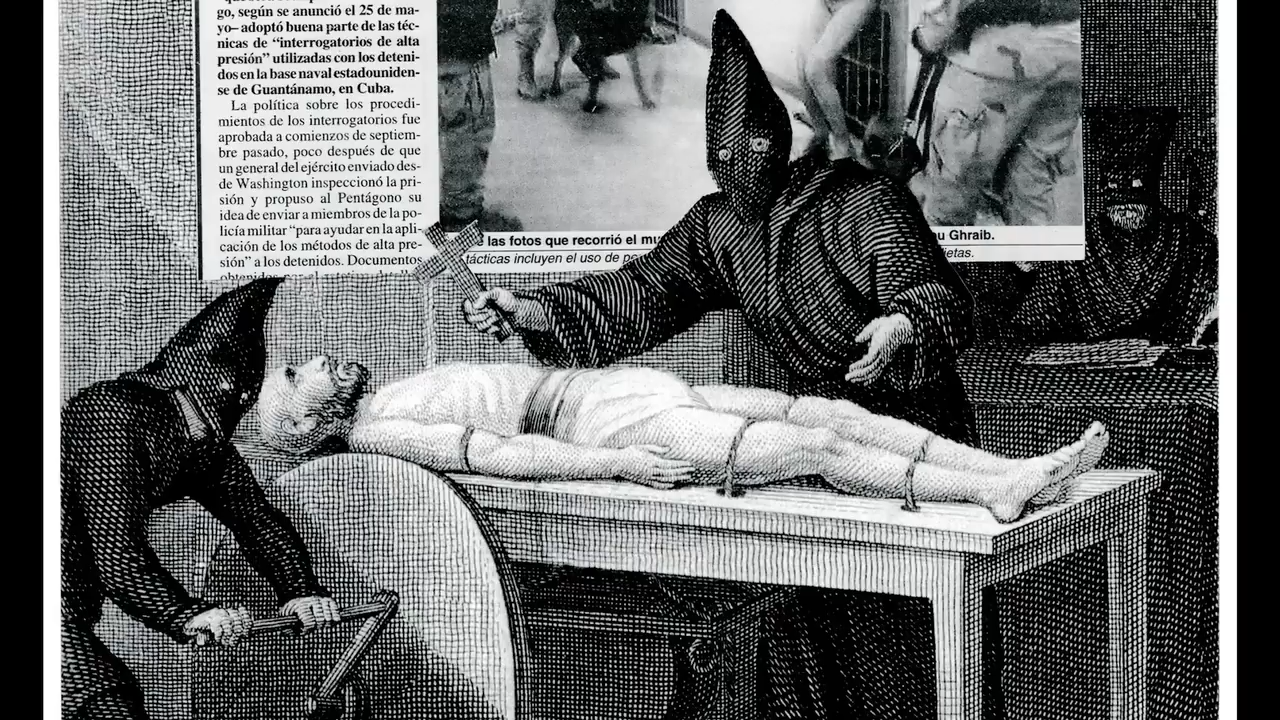 go, según se anunció el 25 de ma-
yo– adoptó buena parte de las téc-
nicas de “interrogatorios de alta
presión” utilizadas con los deteni-
dos en la base naval estadouniden-
se de Guantánamo, en Cuba.
La política sobre los procedi-
mientos de los interrogatorios fue
aprobada a comienzos de septiem-
bre pasado, poco después de que
un general del ejército enviado des-
de Washington inspeccionó la pri-
sión y propuso al Pentágono su
idea de enviar a miembros de la po-
licía militar “para ayudar en la apli-
cación de los métodos de alta pre-
sión” a los detenidos. Documentos
las fotos que recorrió el mu
u Ghraib.
tácticas incluyen el uso de pe
ietas.